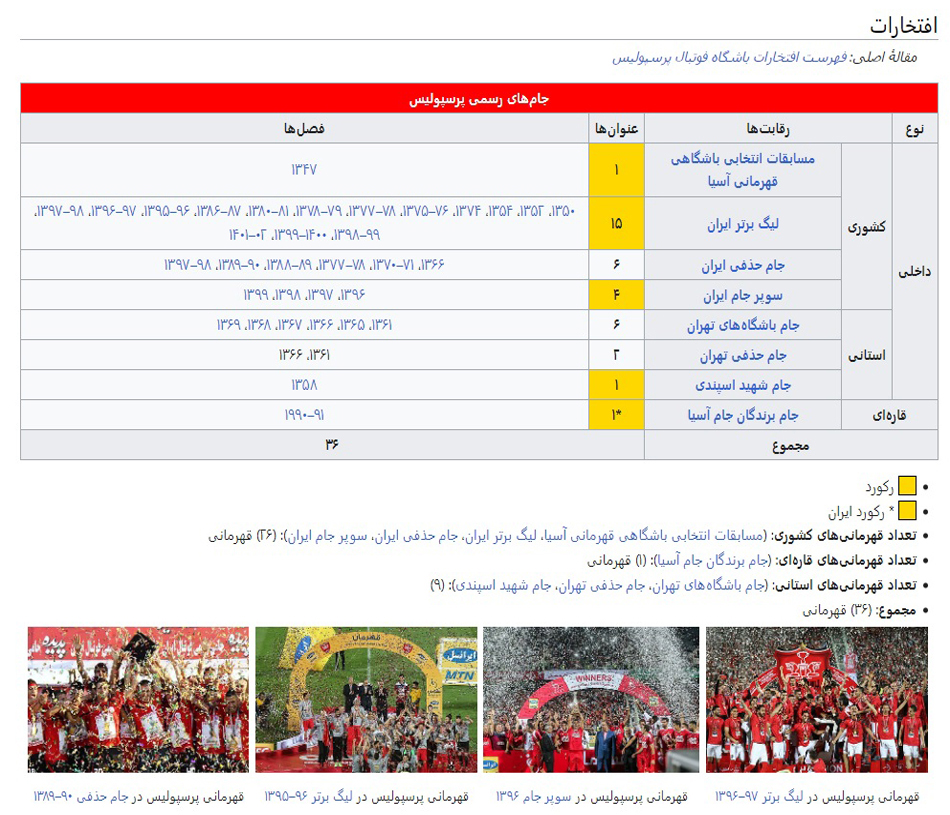 افتخارات
مقالهٔ اصلی: فهرست افتخارات باشگاه فوتبال پرسپولیس
جام‌های رسمی پرسپولیس
نوع رقابت‌ها عنوان‌ها فصل‌ها
داخلی کشوری مسابقات انتخابی باشگاهی قهرمانی آسیا ۱ ۱۳۴۷
لیگ برتر ایران ۱۵ ۱۳۵۰، ۱۳۵۲، ۱۳۵۴، ۱۳۷۴، ۷۶–۱۳۷۵، ۷۸–۱۳۷۷، ۷۹–۱۳۷۸، ۸۱–۱۳۸۰، ۸۷–۱۳۸۶، ۹۶–۱۳۹۵، ۹۷–۱۳۹۶، ۹۸–۱۳۹۷،
۹۹–۱۳۹۸، ۱۴۰۰–۱۳۹۹، ۰۲–۱۴۰۱
جام حذفی ایران ۶ ۱۳۶۶، ۷۱–۱۳۷۰، ۷۸–۱۳۷۷، ۸۹–۱۳۸۸، ۹۰–۱۳۸۹، ۹۸–۱۳۹۷
سوپر جام ایران ۴ ۱۳۹۶، ۱۳۹۷، ۱۳۹۸، ۱۳۹۹
استانی جام باشگاه‌های تهران ۶ ۱۳۶۱، ۱۳۶۵، ۱۳۶۶، ۱۳۶۷، ۱۳۶۸، ۱۳۶۹
جام حذفی تهران ۲ ۱۳۶۱، ۱۳۶۶
جام شهید اسپندی ۱ ۱۳۵۸
قاره‌ای جام برندگان جام آسیا ۱* ۹۱–۱۹۹۰
مجموع ۳۶
رکورد
* رکورد ایران
تعداد قهرمانی‌های کشوری: (مسابقات انتخابی باشگاهی قهرمانی آسیا، لیگ برتر ایران، جام حذفی ایران، سوپر جام ایران): (۲۶) قهرمانی
تعداد قهرمانی‌های قاره‌ای: (جام برندگان جام آسیا): (۱) قهرمانی
تعداد قهرمانی‌های استانی: (جام باشگاه‌های تهران، جام حذفی تهران، جام شهید اسپندی): (۹)
مجموع: (۳۶) قهرمانی
WINNERS
قهرمان
ایرانسل
MTN
پدیده
قهرمانی پرسپولیس در لیگ برتر ۹۷–۱۳۹۶
قهرمانی پرسپولیس در سوپر جام ۱۳۹۶
قهرمانی پرسپولیس در لیگ برتر ۹۶–۱۳۹۵
قهرمانی پرسپولیس در جام حذفی ۹۰–۱۳۸۹